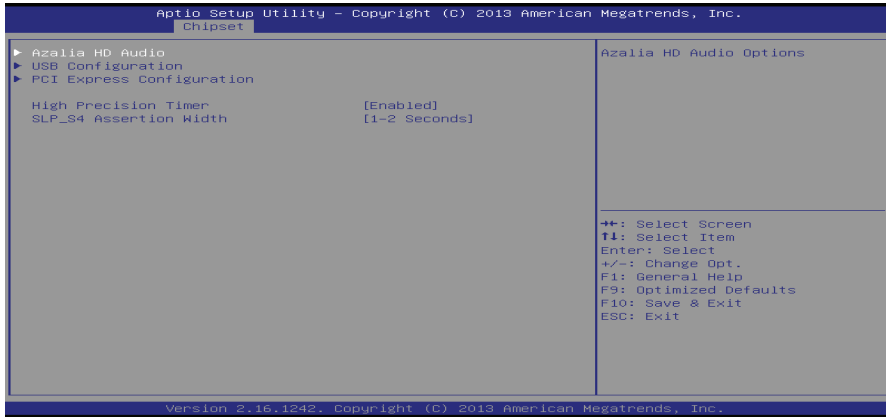 Aptio Setup Utility – Copyright (C) 2013 American Megatrends, Inc.
Chipset
▶ Azalia HD Audio
▶ USB Configuration
▶ PCI Express Configuration
High Precision Timer [Enabled]
SLP_S4 Assertion Width [1-2 Seconds]
Azalia HD Audio Options
→←: Select Screen
↑↓: Select Item
Enter: Select
+/-: Change Opt.
F1: General Help
F9: Optimized Defaults
F10: Save & Exit
ESC: Exit
Version 2.16.1242. Copyright (C) 2013 American Megatrends, Inc.